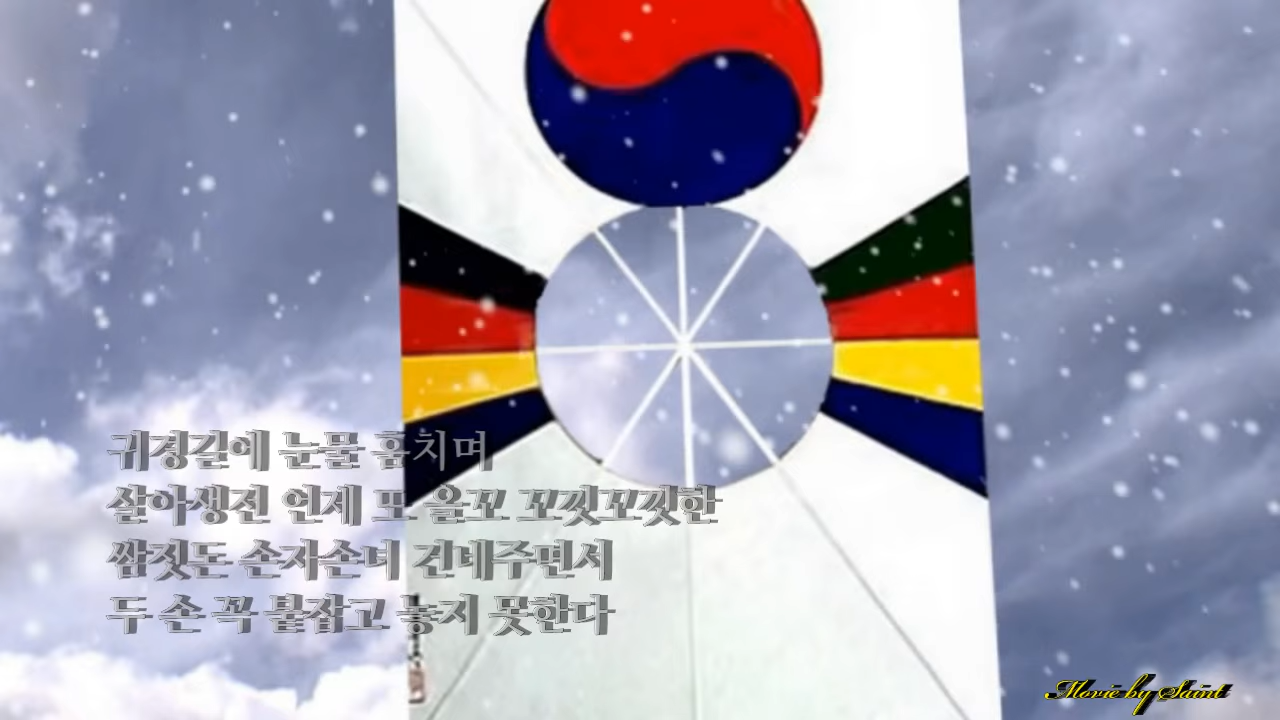 귀경길에 눈물 훔치며
살아생전 언제 또 올꼬 꼬낏꼬낏한
쌈짓돈 손자손녀 건네주면서
두 손 꼭 붙잡고 놓지 못한다
Movie by Saint